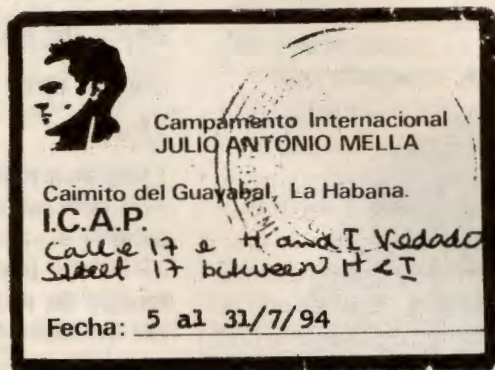 Campamento Internacional
JULIO ANTONIO MELLA
Caimito del Guayabal, La Habana.
I.C.A.P.
Calle 17 e H and I Vedado
Street 17 between H & I
Fecha: 5 al 31/7/94